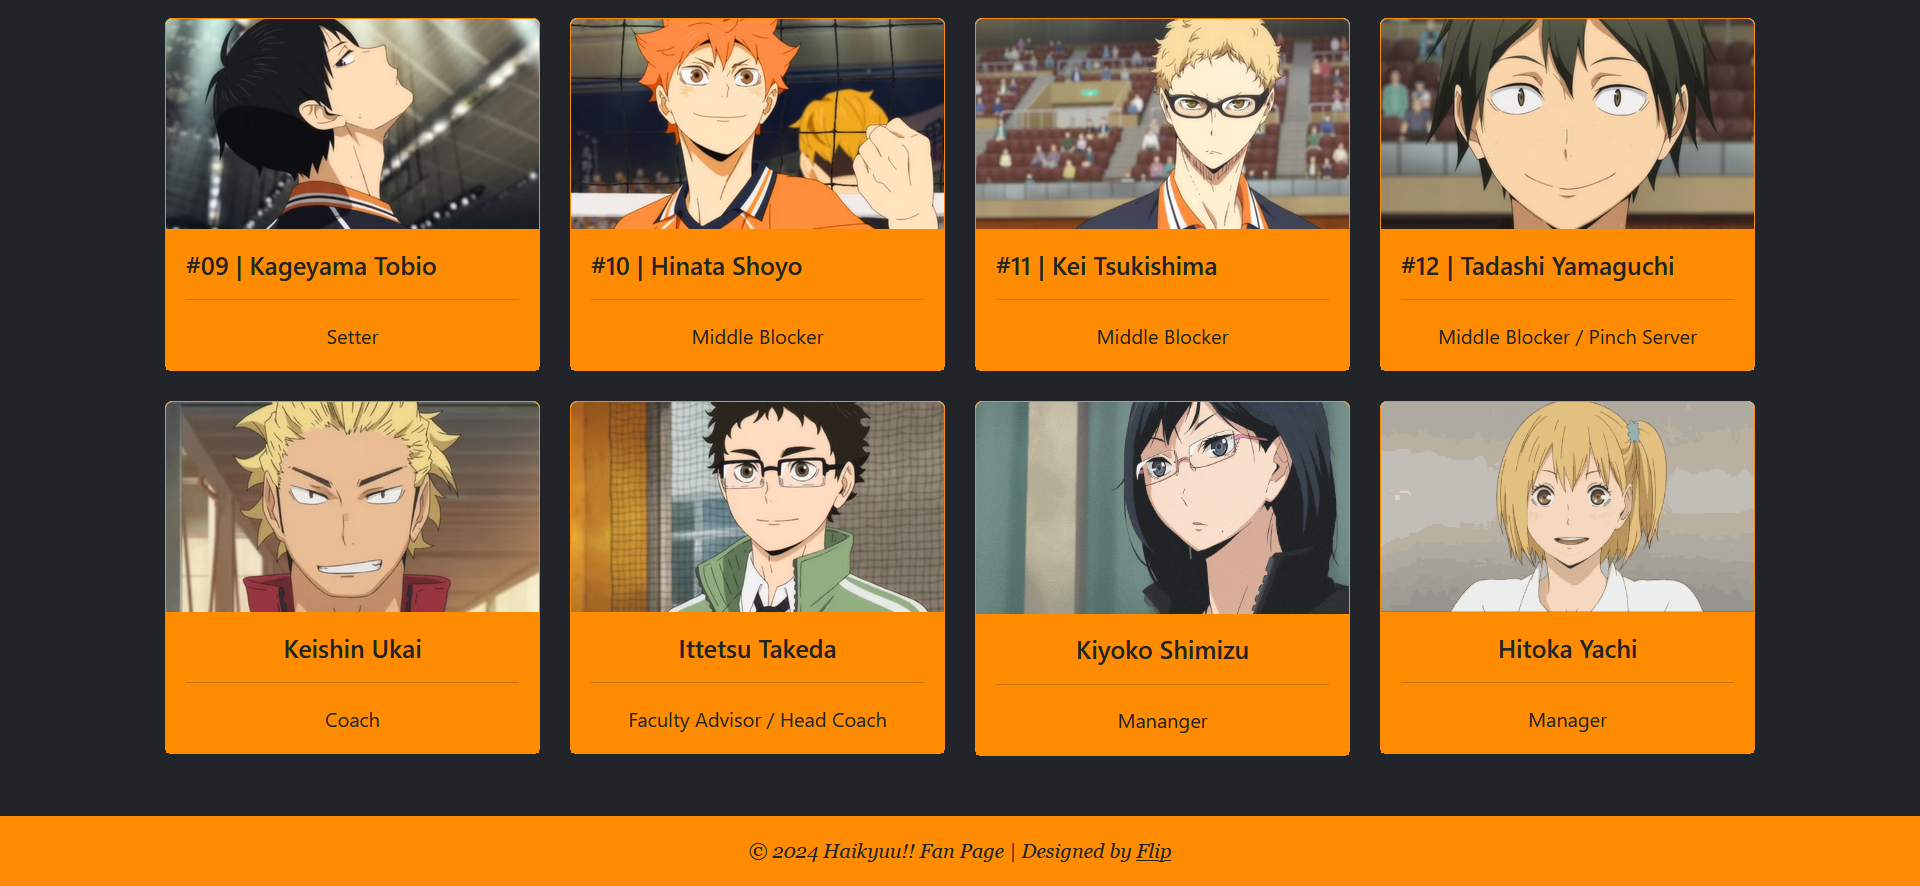 #09 | Kageyama Tobio
Setter
#10 | Hinata Shoyo
Middle Blocker
#11 | Kei Tsukishima
Middle Blocker
#12 | Tadashi Yamaguchi
Middle Blocker / Pinch Server
Keishin Ukai
Coach
Ittetsu Takeda
Faculty Advisor / Head Coach
Kiyoko Shimizu
Mananger
Hitoka Yachi
Manager
© 2024 Haikyuu!! Fan Page | Designed by Flip